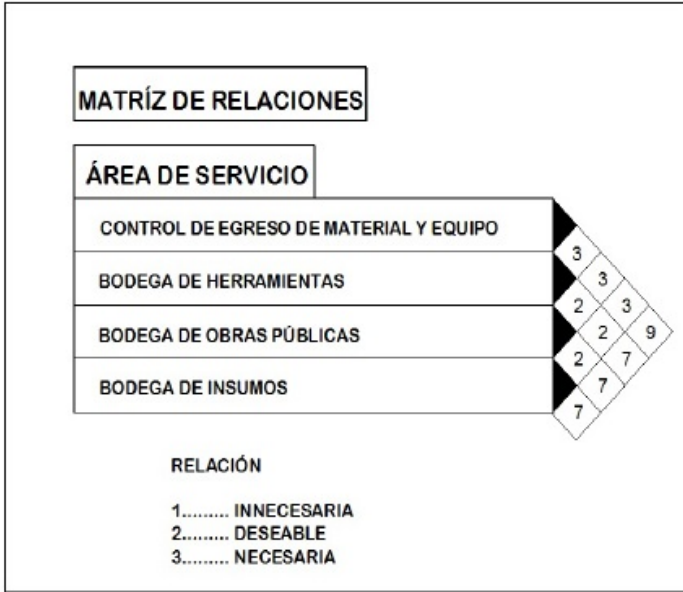 MATRÍZ DE RELACIONES
ÁREA DE SERVICIO
CONTROL DE EGRESO DE MATERIAL Y EQUIPO
3
3
BODEGA DE HERRAMIENTAS
2
3
2
9
BODEGA DE OBRAS PÚBLICAS
2
7
7
BODEGA DE INSUMOS
7
RELACIÓN
1......... INNECESARIA
2......... DESEABLE
3......... NECESARIA